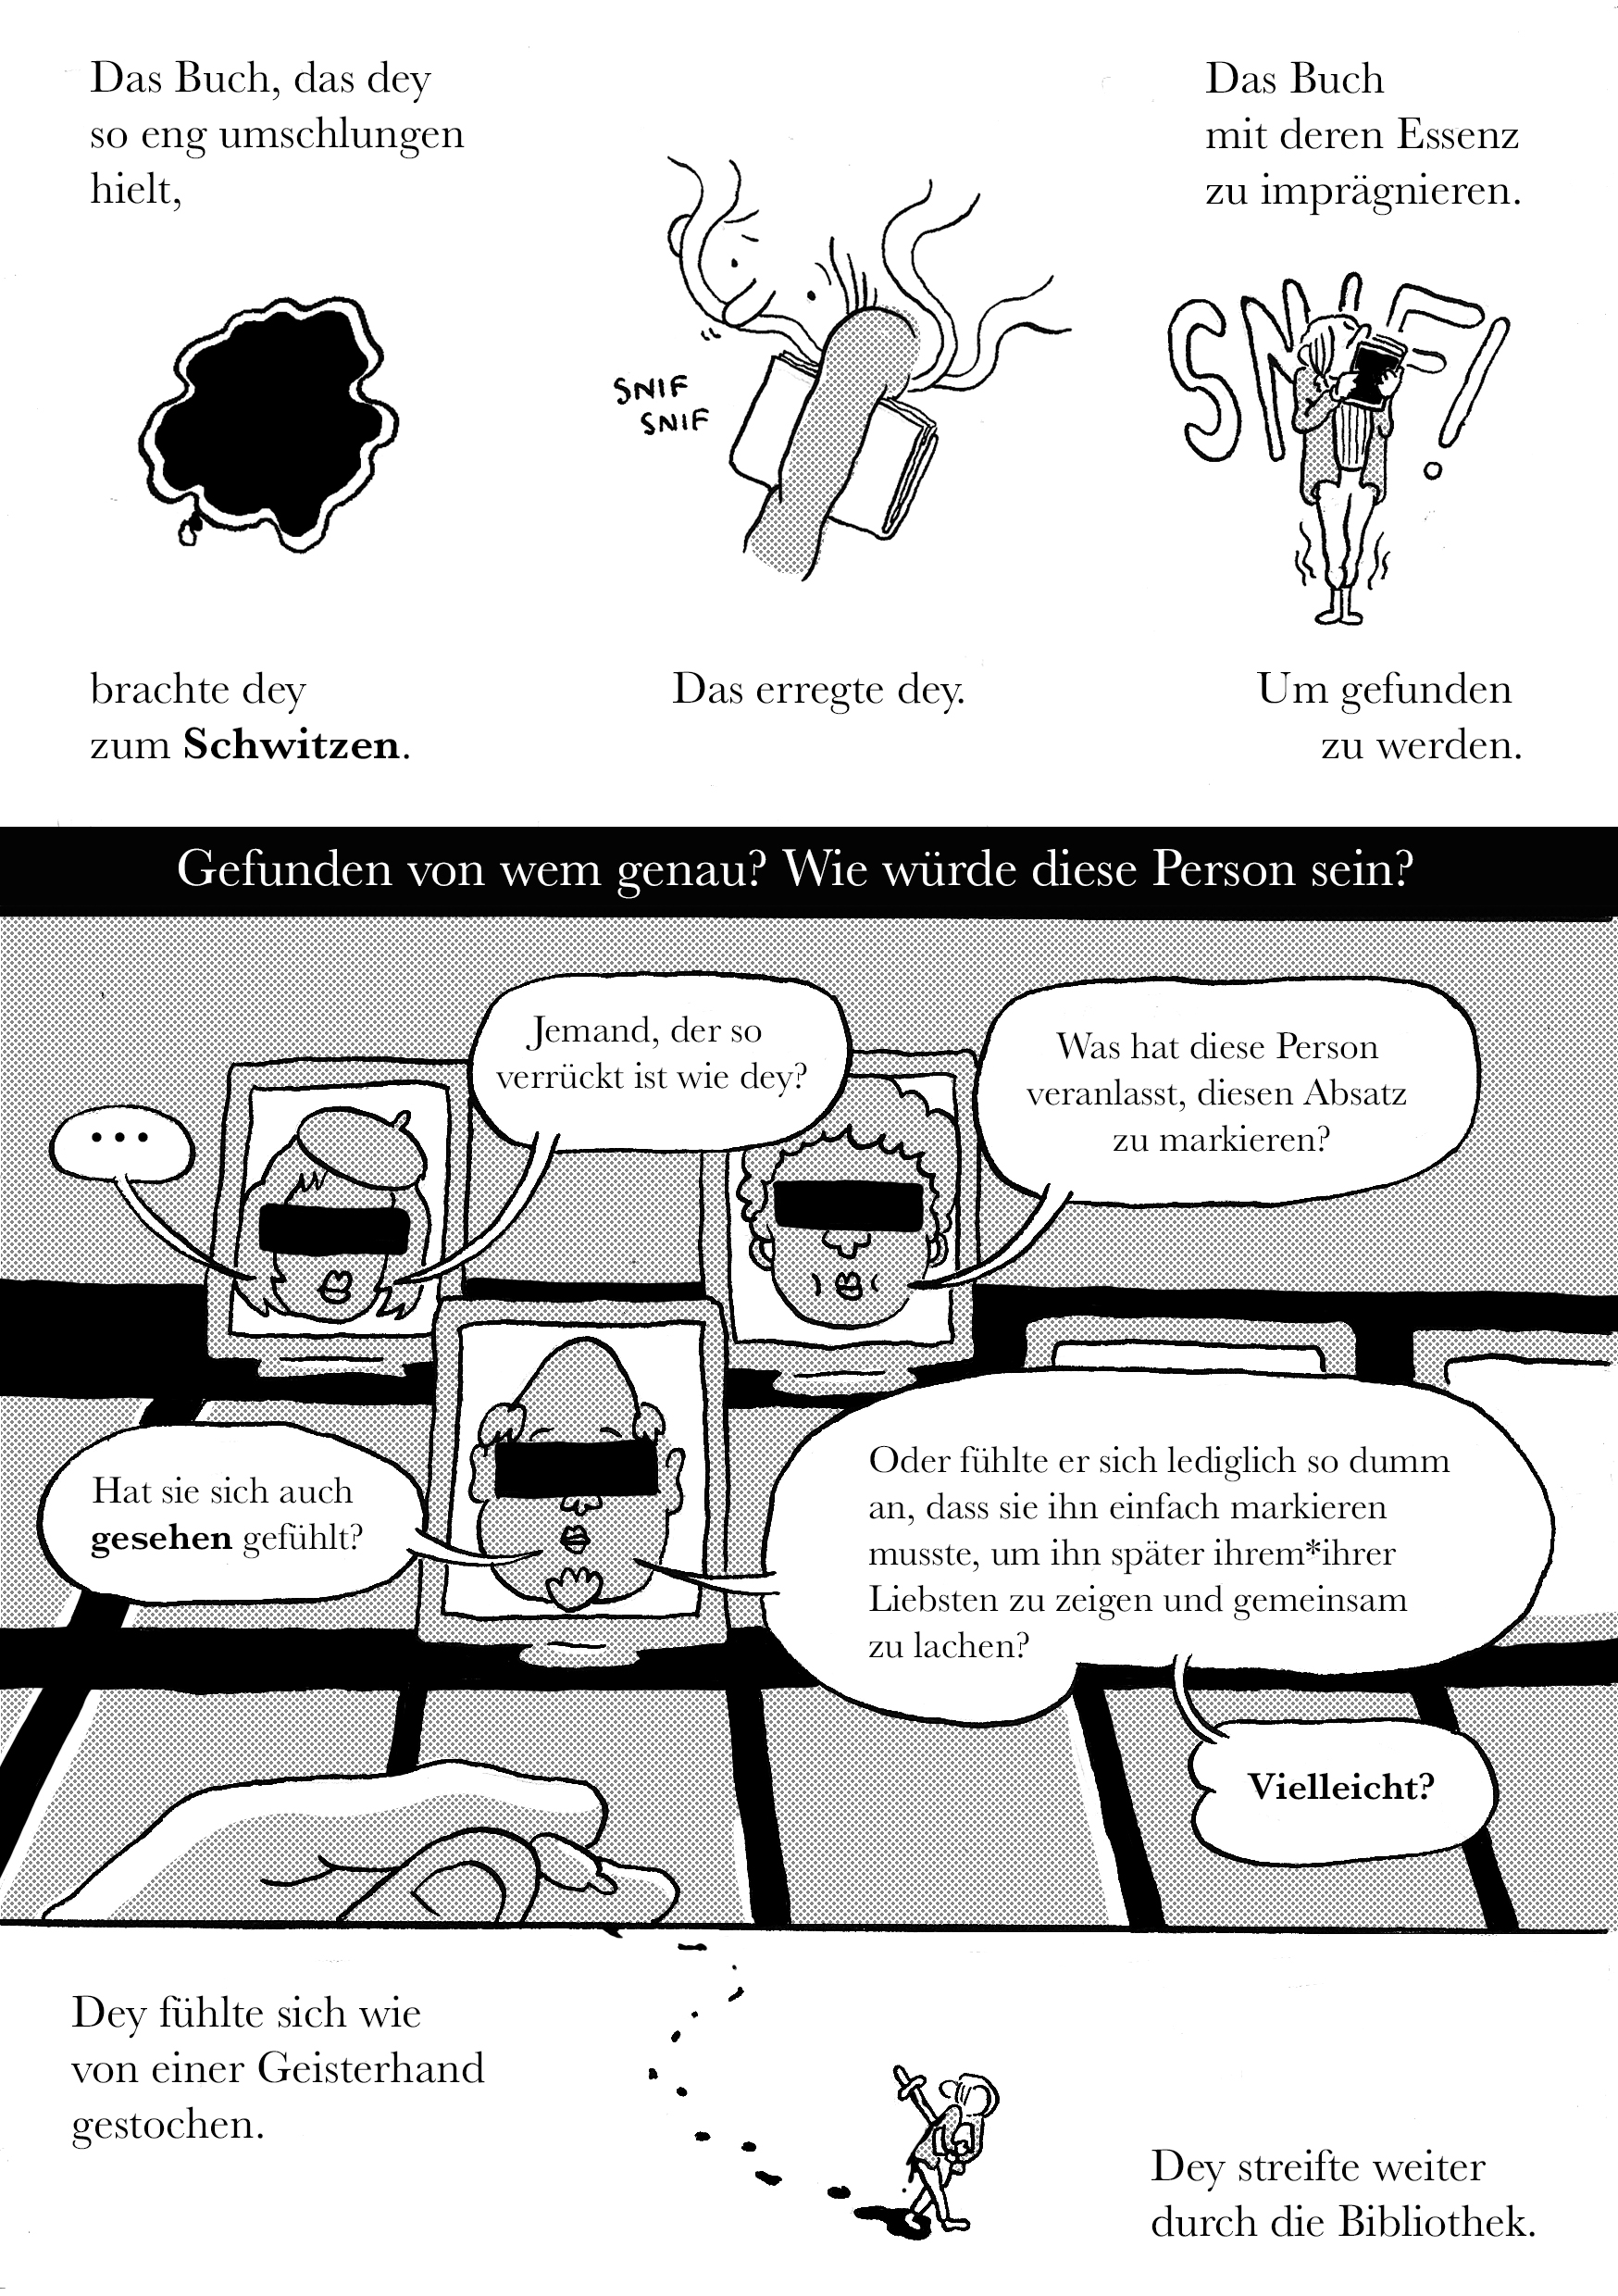 Das Buch, das dey
so eng umschlungen
hielt,
brachte dey
zum Schwitzen.
SNIF
SNIF
Das erregte dey.
Das Buch
mit deren Essenz
zu imprägnieren.
SNIF!
Um gefunden
zu werden.
Gefunden von wem genau? Wie würde diese Person sein?
...
Jemand, der so
verrückt ist wie dey?
Was hat diese Person
veranlasst, diesen Absatz
zu markieren?
Hat sie sich auch
gesehen gefühlt?
Oder fühlte er sich lediglich so dumm
an, dass sie ihn einfach markieren
musste, um ihn später ihrem*ihrer
Liebsten zu zeigen und gemeinsam
zu lachen?
Vielleicht?
Dey fühlte sich wie
von einer Geisterhand
gestochen.
Dey streifte weiter
durch die Bibliothek.